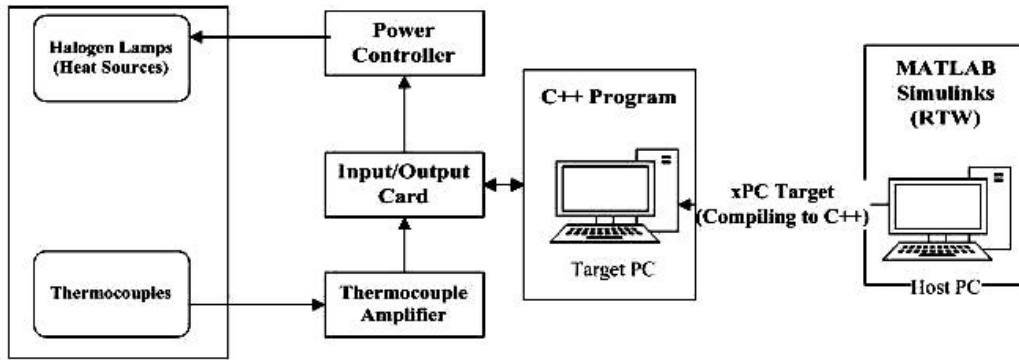 Halogen Lamps
(Heat Sources)
Power
Controller
C++ Program
MATLAB
Simulinks
(RTW)
Input/Output
Card
xPC Target
(Compiling to C++)
Target PC
Host PC
Thermocouples
Thermocouple
Amplifier